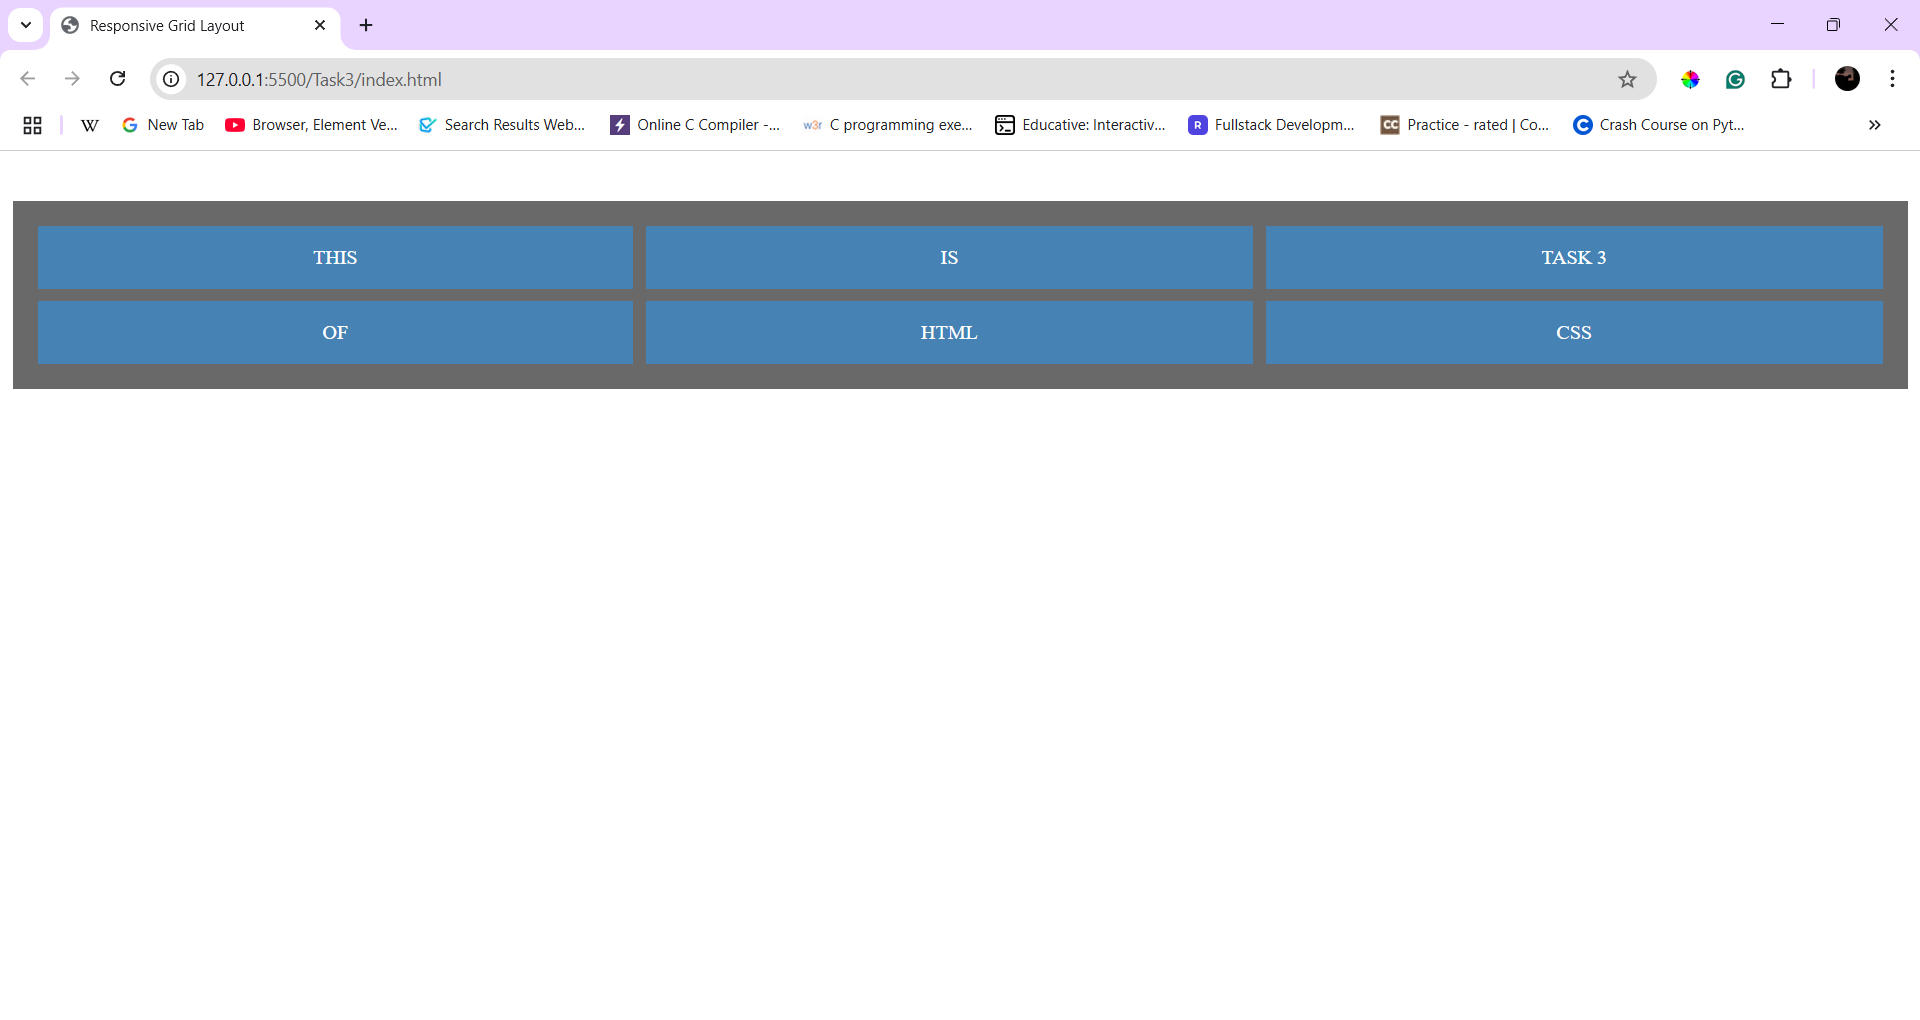 Responsive Grid Layout
127.0.0.1:5500/Task3/index.html
W New Tab Browser, Element Ve... Search Results Web... Online C Compiler -... w3r C programming exe... Educative: Interactiv... R Fullstack Developm... CC Practice - rated | Co... C Crash Course on Pyt...
THIS IS TASK 3
OF HTML CSS